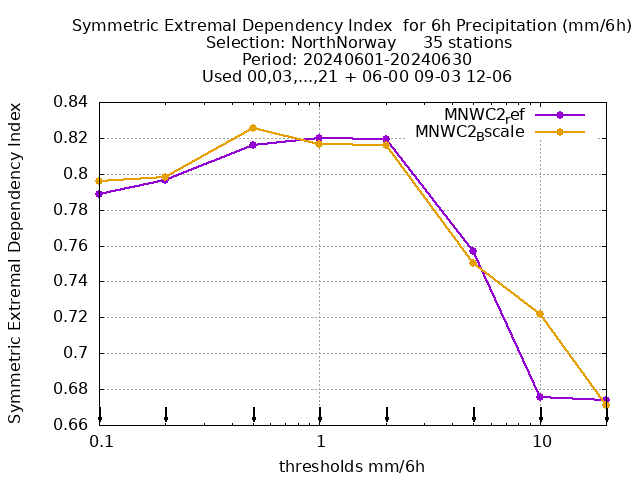 Symmetric Extremal Dependency Index  for 6h Precipitation (mm/6h)
Selection: NorthNorway     35 stations
Period: 20240601-20240630
Used 00,03,...,21 + 06-00 09-03 12-06
MNWC2_ref
MNWC2_Bscale
Symmetric Extremal Dependency Index
0.84
0.82
0.8
0.78
0.76
0.74
0.72
0.7
0.68
0.66
0.1 1 10
thresholds mm/6h